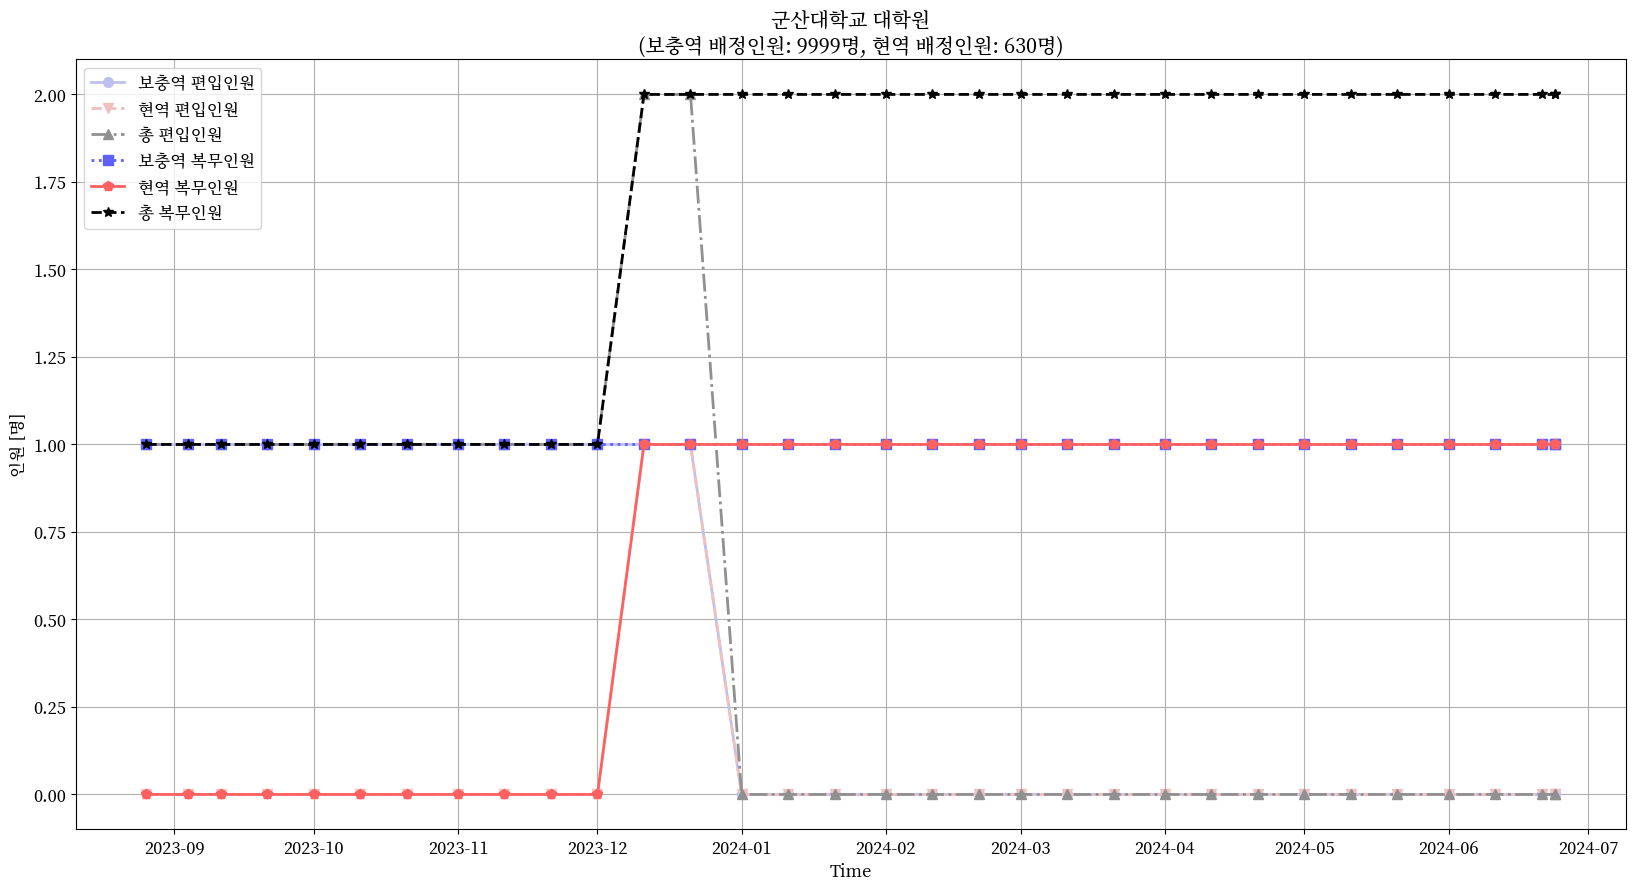 군산대학교 대학원
(보충역 배정인원: 9999명, 현역 배정인원: 630명)
보충역 편입인원
현역 편입인원
총 편입인원
보충역 복무인원
현역 복무인원
총 복무인원
인원 [명]
2.00
1.75
1.50
1.25
1.00
0.75
0.50
0.25
0.00
2023-09
2023-10
2023-11
2023-12
2024-01
2024-02
2024-03
2024-04
2024-05
2024-06
2024-07
Time